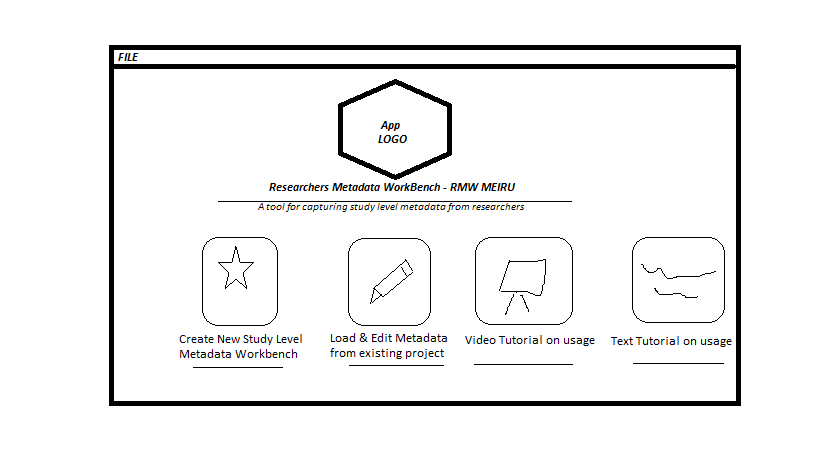 FILE
App
LOGO
Researchers Metadata WorkBench - RMW MEIRU
A tool for capturing study level metadata from researchers
Create New Study Level
Metadata Workbench
Load & Edit Metadata
from existing project
Video Tutorial on usage
Text Tutorial on usage